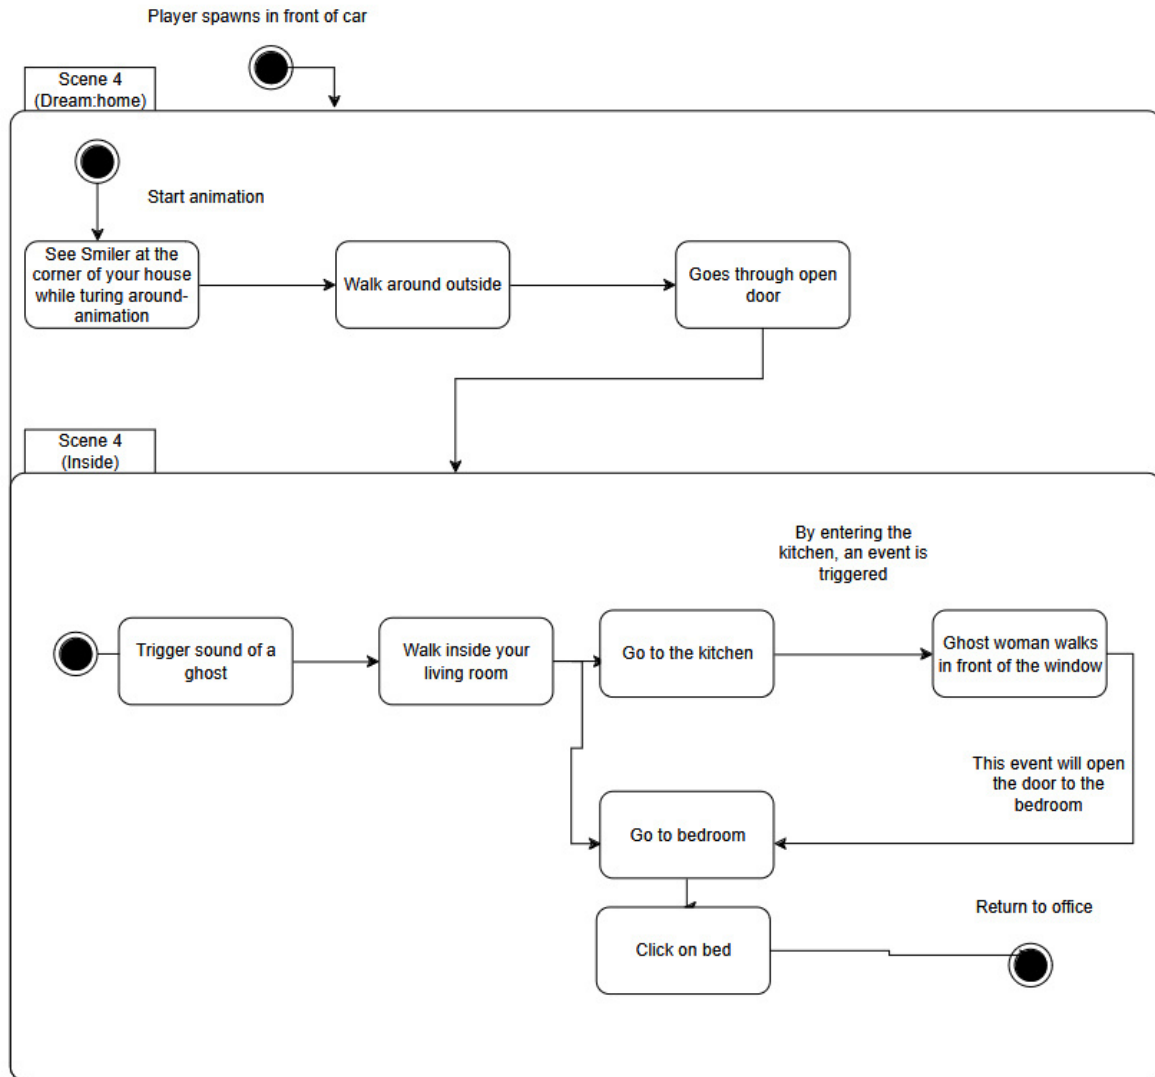 Player spawns in front of car
Scene 4
(Dream:home)
Start animation
See Smiler at the
corner of your house
while turing around-
animation
Walk around outside
Goes through open
door
Scene 4
(Inside)
By entering the
kitchen, an event is
triggered
Trigger sound of a
ghost
Walk inside your
living room
Go to the kitchen
Ghost woman walks
in front of the window
This event will open
the door to the
bedroom
Go to bedroom
Return to office
Click on bed